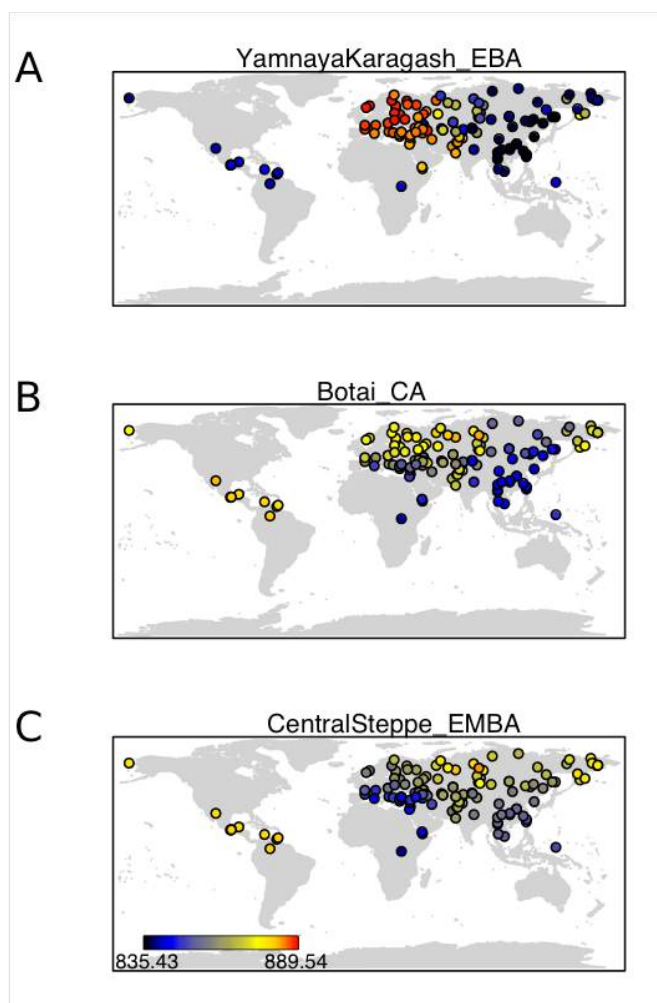 A
YamnayaKaragash_EBA
B
Botai_CA
C
CentralSteppe_EMBA
835.43 889.54